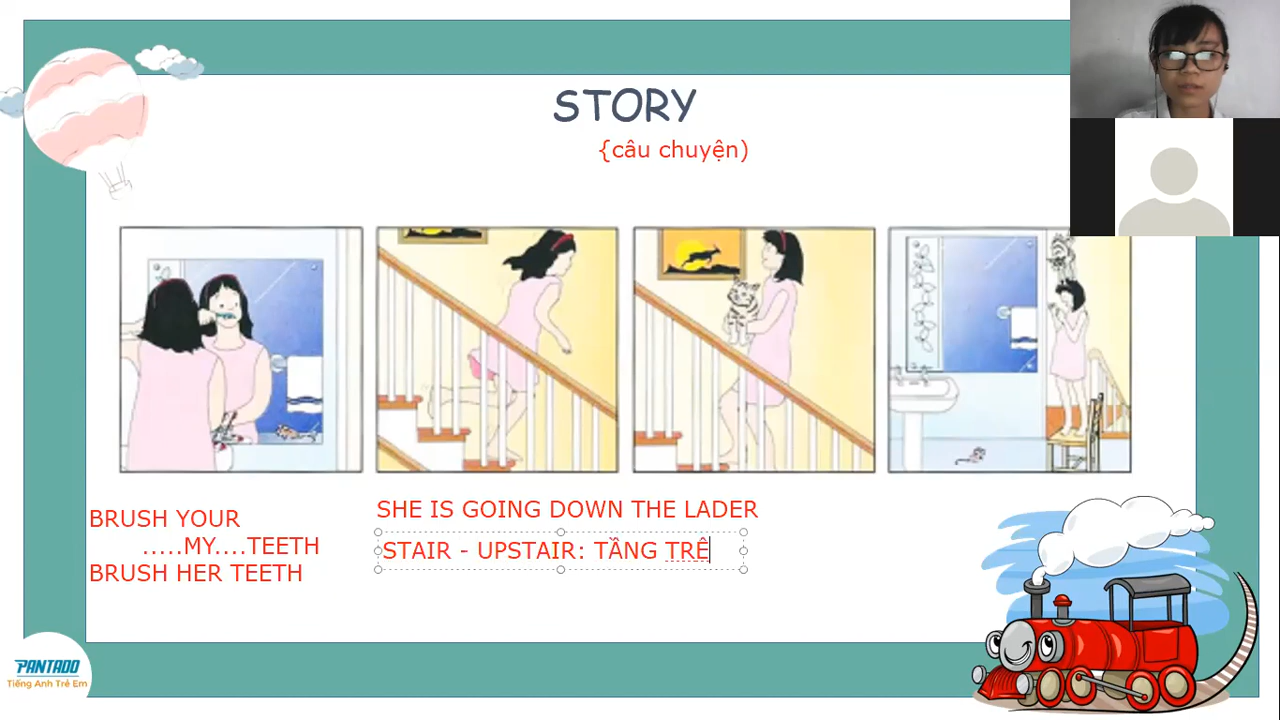 STORY
{câu chuyện)
BRUSH YOUR
.....MY....TEETH
BRUSH HER TEETH
SHE IS GOING DOWN THE LADER
STAIR - UPSTAIR: TẦNG TRÊ
PANTADO
Tiếng Anh Trẻ Em